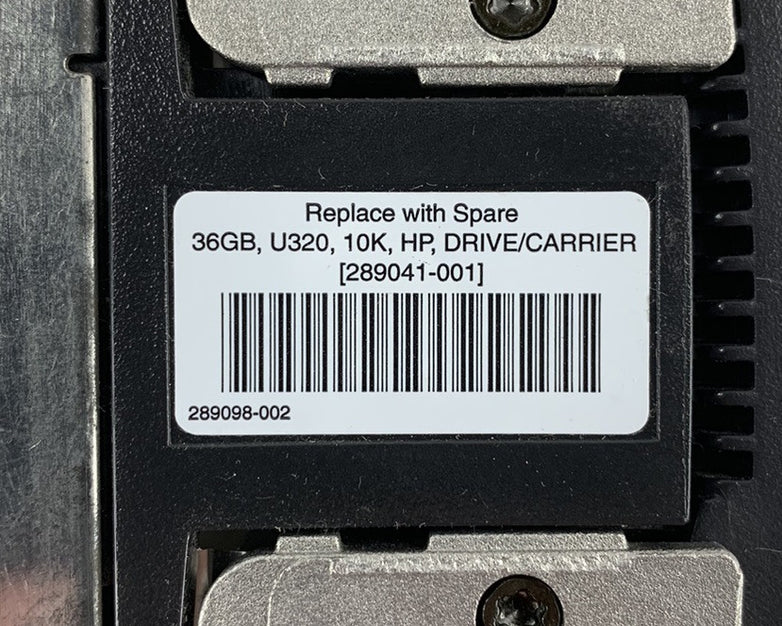 Replace with Spare
36GB, U320, 10K, HP, DRIVE/CARRIER
[289041-001]
289098-002